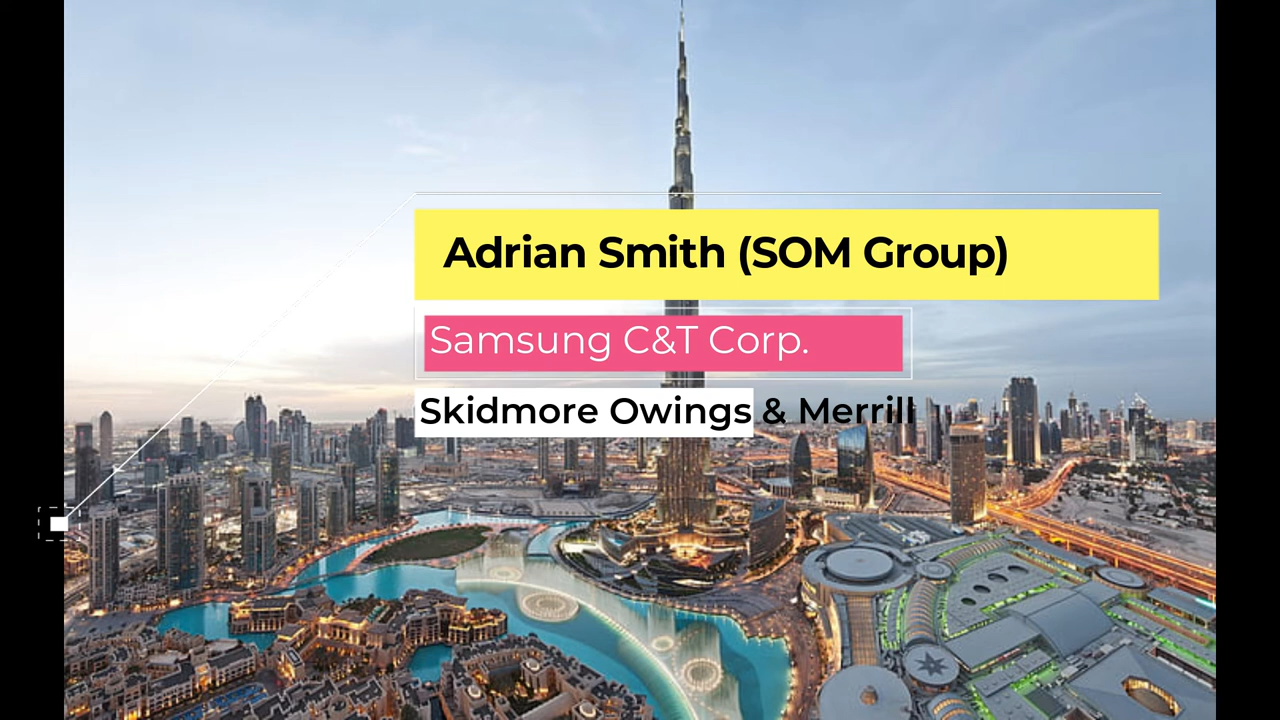 Adrian Smith (SOM Group)
Samsung C&T Corp.
Skidmore Owings & Merrill